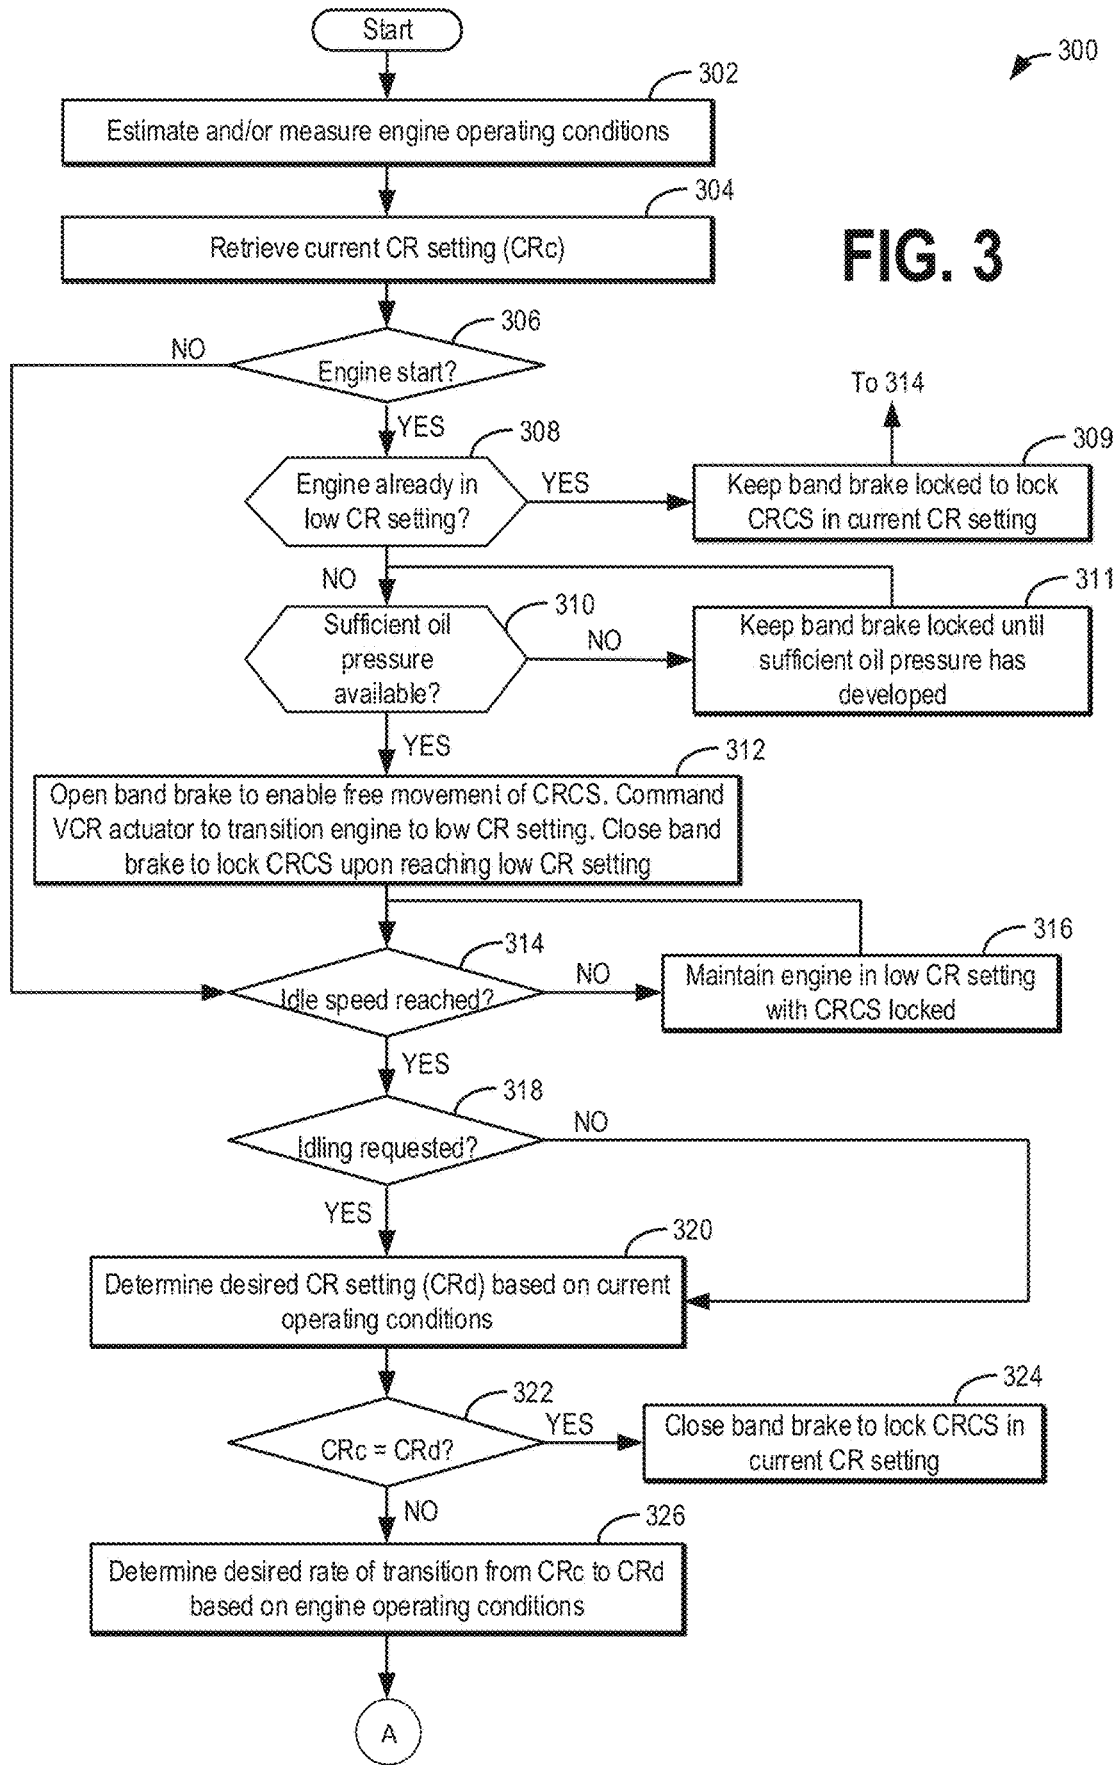 Start
300
302
Estimate and/or measure engine operating conditions
304
Retrieve current CR setting (CRc)
FIG. 3
306
NO
Engine start?
To 314
YES
308
309
Engine already in
low CR setting?
YES
Keep band brake locked to lock
CRCS in current CR setting
NO
310
311
Sufficient oil
pressure
available?
NO
Keep band brake locked until
sufficient oil pressure has
developed
YES
312
Open band brake to enable free movement of CRCS. Command
VCR actuator to transition engine to low CR setting. Close band
brake to lock CRCS upon reaching low CR setting
314
316
Idle speed reached?
NO
Maintain engine in low CR setting
with CRCS locked
YES
318
Idling requested?
NO
YES
320
Determine desired CR setting (CRd) based on current
operating conditions
322
324
CRc = CRd?
YES
Close band brake to lock CRCS in
current CR setting
NO
326
Determine desired rate of transition from CRc to CRd
based on engine operating conditions
A